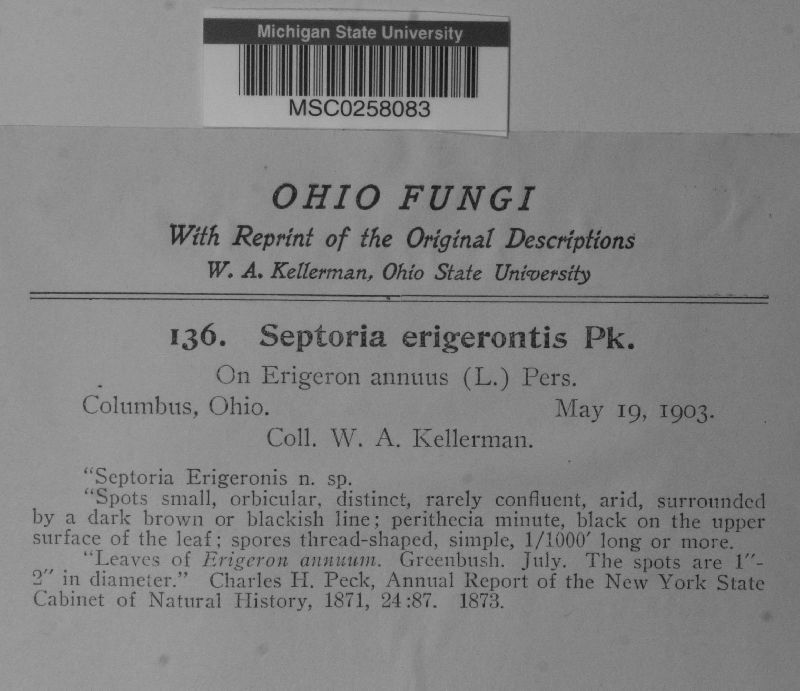 Michigan State University
MSC0258083
OHIO FUNGI
With Reprint of the Original Descriptions
W. A. Kellerman, Ohio State University
136. Septoria erigerontis Pk.
On Erigeron annuus (L.) Pers.
Columbus, Ohio. May 19, 1903.
Coll. W. A. Kellerman.
"Septoria Erigeronis n. sp.
"Spots small, orbicular, distinct, rarely confluent, arid, surrounded
by a dark brown or blackish line; perithecia minute, black on the upper
surface of the leaf; spores thread-shaped, simple, 1/1000′ long or more.
"Leaves of Erigeron annuum. Greenbush. July. The spots are 1″-
2″ in diameter." Charles H. Peck, Annual Report of the New York State
Cabinet of Natural History, 1871, 24:87. 1873.